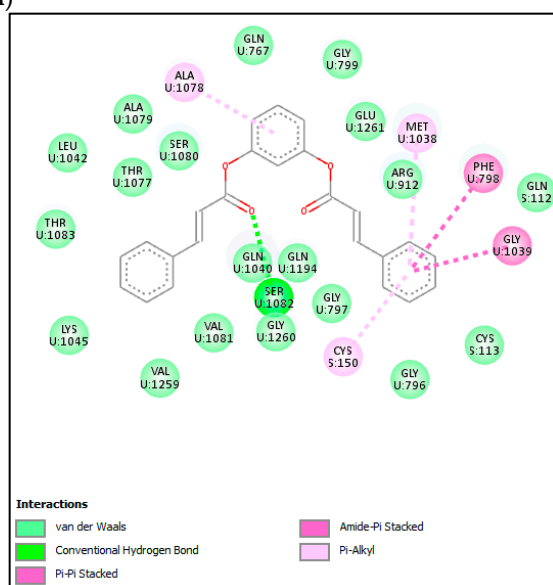 GLN
U:767
GLY
U:799
ALA
U:1078
ALA
U:1079
GLU
U:1261
MET
U:1038
LEU
U:1042
SER
U:1080
THR
U:1077
ARG
U:912
PHE
U:798
GLN
S:112
O
O
O
O
THR
U:1083
GLY
U:1039
GLN
U:1040
GLN
U:1194
SER
U:1082
GLY
U:797
LYS
U:1045
VAL
U:1081
GLY
U:1260
CYS
S:113
CYS
S:150
VAL
U:1259
GLY
U:796
Interactions
van der Waals
Conventional Hydrogen Bond
Pi-Pi Stacked
Amide-Pi Stacked
Pi-Alkyl